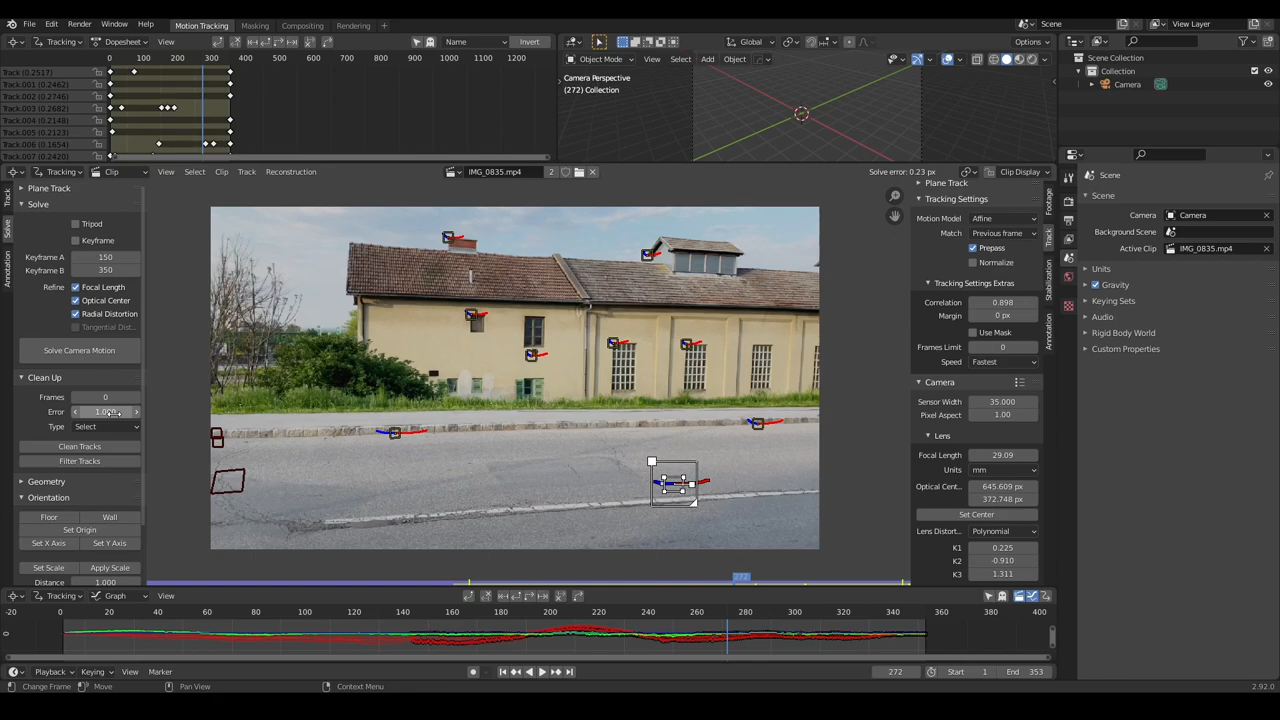 File Edit Render Window Help Motion Tracking Masking Compositing Rendering + Scene View Layer
Tracking Dopesheet View Name Invert
Global Options
0 100 200 300 400 500 600 700 800 900 1000 1100 1200
Object Mode View Select Add Object
Scene Collection
Collection
Camera
Track (0.2517)
Track.001 (0.2462)
Track.002 (0.2746)
Track.003 (0.2682)
Track.004 (0.2148)
Track.005 (0.2123)
Track.006 (0.1654)
Track.007 (0.2420)
Camera Perspective
(272) Collection
Tracking Clip View Select Clip Track Reconstruction IMG_0835.mp4 2 Solve error: 0.23 px Clip Display
Track
Solve
Annotation
Plane Track
Solve
Tripod
Keyframe
Keyframe A 150
Keyframe B 350
Refine Focal Length
Optical Center
Radial Distortion
Tangential Dist...
Solve Camera Motion
Clean Up
Frames 0
Error
Type Select
Clean Tracks
Filter Tracks
Geometry
Orientation
Floor Wall
Set Origin
Set X Axis Set Y Axis
Set Scale Apply Scale
Distance 1.000
Plane Track
Tracking Settings
Motion Model Affine
Match Previous frame
Prepass
Normalize
Tracking Settings Extras
Correlation 0.898
Margin 0 px
Use Mask
Frames Limit 0
Speed Fastest
Camera
Sensor Width 35.000
Pixel Aspect 1.00
Lens
Focal Length 29.09
Units mm
Optical Cent... 645.609 px
372.748 px
Set Center
Lens Distort... Polynomial
K1 0.225
K2 -0.910
K3 1.311
Footage
Track
Stabilization
Annotation
Scene
Scene
Camera Camera
Background Scene
Active Clip IMG_0835.mp4
Units
Gravity
Keying Sets
Audio
Rigid Body World
Custom Properties
272
Tracking Graph View
-20 0 20 40 60 80 100 120 140 160 180 200 220 240 260 280 300 320 340 360 380 400
0
Playback Keying View Marker 272 Start 1 End 353
Change Frame Move Pan View Context Menu 2.92.0